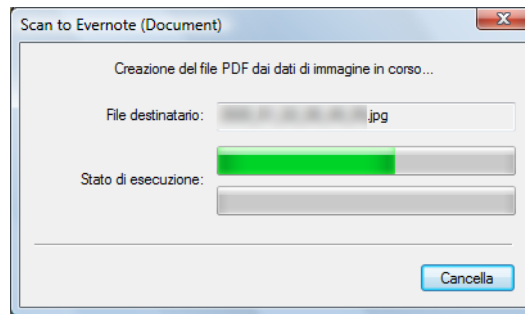 Scan to Evernote (Document)
Creazione del file PDF dai dati di immagine in corso...
File destinatario: .jpg
Stato di esecuzione:
Cancella